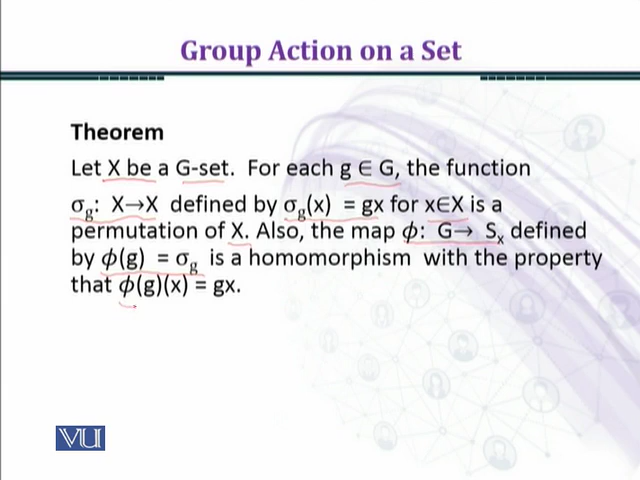 Group Action on a Set
Theorem
Let X be a G-set. For each g ∈ G, the function
σg: X→X defined by σg(x) = gx for x∈X is a
permutation of X. Also, the map ϕ: G→ Sx defined
by ϕ(g) = σg is a homomorphism with the property
that ϕ(g)(x) = gx.
VU